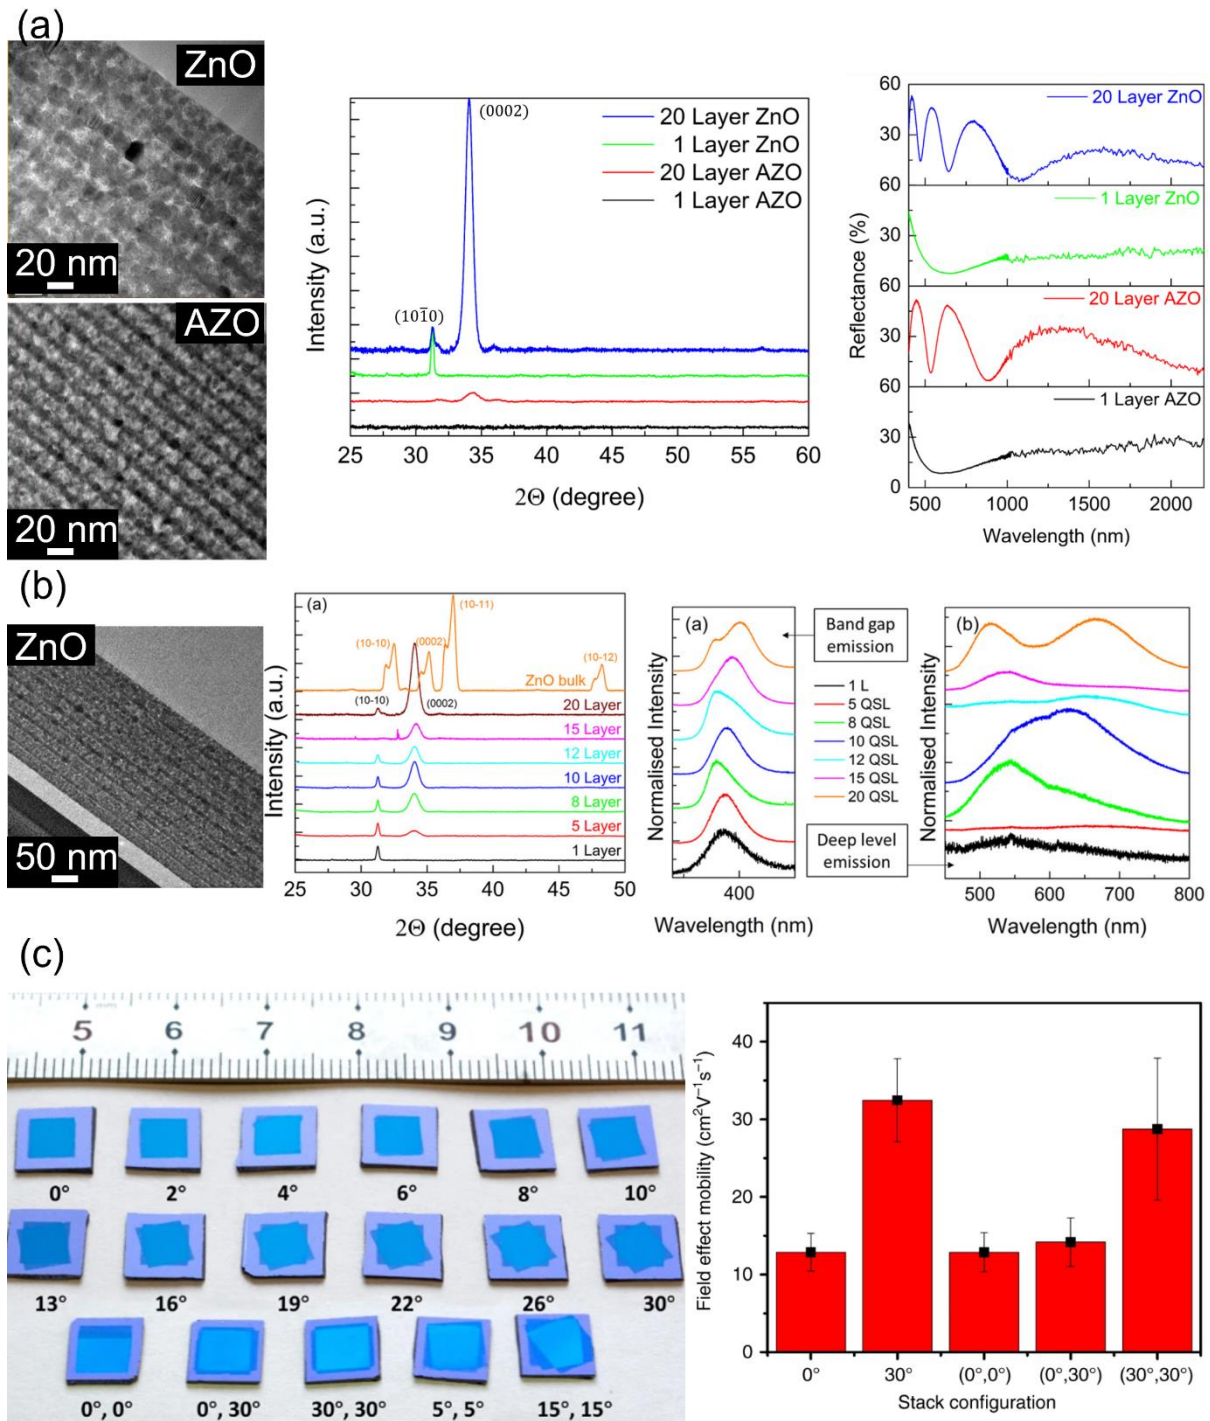 (a)
ZnO
20 nm
AZO
20 nm
Intensity (a.u.)
(0002)
(101̅0)
20 Layer ZnO
1 Layer ZnO
20 Layer AZO
1 Layer AZO
25 30 35 40 45 50 55 60
2Θ (degree)
Reflectance (%)
60
30
60
30
60
30
60
30
0
20 Layer ZnO
1 Layer ZnO
20 Layer AZO
1 Layer AZO
500 1000 1500 2000
Wavelength (nm)
(b)
ZnO
50 nm
Intensity (a.u.)
(a)
(10-11)
(10-10)
(0002)
(10-12)
ZnO bulk
(10-10)
(0002)
20 Layer
15 Layer
12 Layer
10 Layer
8 Layer
5 Layer
1 Layer
25 30 35 40 45 50
2Θ (degree)
Normalised Intensity
(a)
400
Wavelength (nm)
Band gap
emission
1 L
5 QSL
8 QSL
10 QSL
12 QSL
15 QSL
20 QSL
Deep level
emission
Normalised Intensity
(b)
500 600 700 800
Wavelength (nm)
(c)
5 6 7 8 9 10 11
0° 2° 4° 6° 8° 10°
13° 16° 19° 22° 26° 30°
0°, 0° 0°, 30° 30°, 30° 5°, 5° 15°, 15°
Field effect mobility (cm²V⁻¹s⁻¹)
40
30
20
10
0
0° 30° (0°,0°) (0°,30°) (30°,30°)
Stack configuration